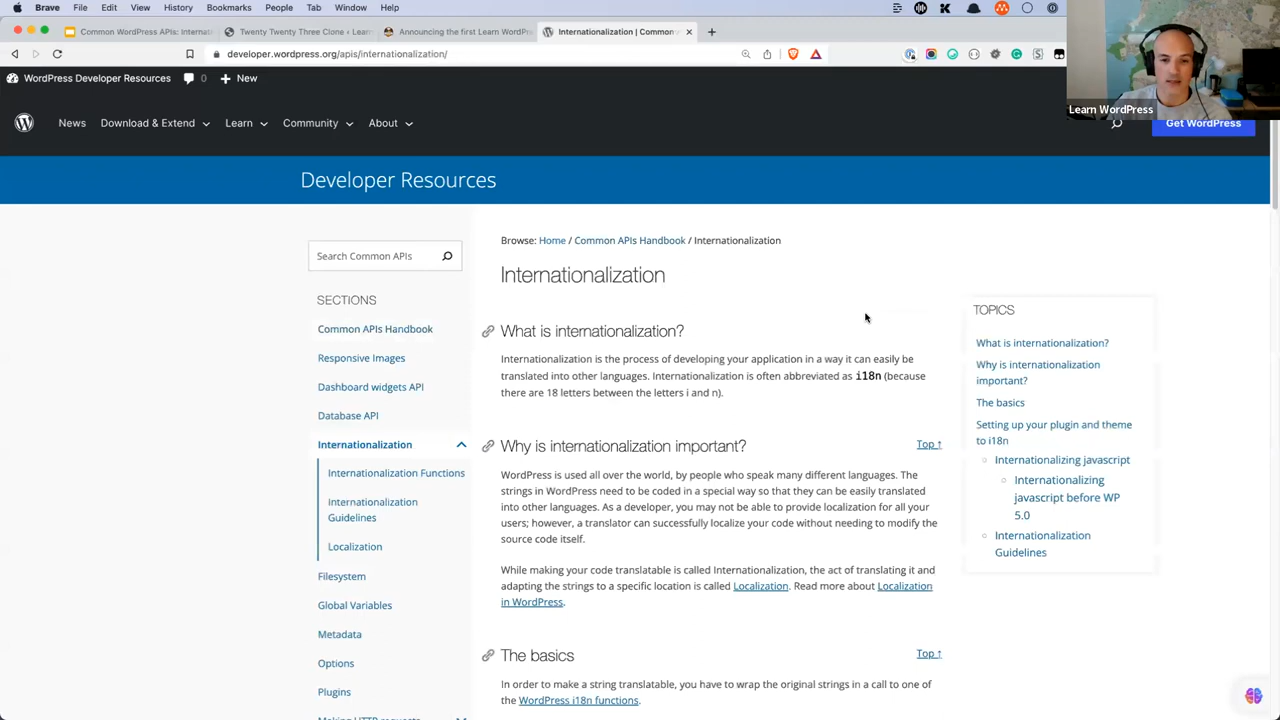 Brave File Edit View History Bookmarks People Tab Window Help
Common WordPress APIs: Internat
Twenty Twenty Three Clone – Learn
Announcing the first Learn WordPr
Internationalization | Common
developer.wordpress.org/apis/internationalization/
WordPress Developer Resources 0 New
Learn WordPress
News Download & Extend Learn Community About
Get WordPress
Developer Resources
Search Common APIs
SECTIONS
Common APIs Handbook
Responsive Images
Dashboard widgets API
Database API
Internationalization
Internationalization Functions
Internationalization
Guidelines
Localization
Filesystem
Global Variables
Metadata
Options
Plugins
Making HTTP requests
Browse: Home / Common APIs Handbook / Internationalization
Internationalization
What is internationalization?
Internationalization is the process of developing your application in a way it can easily be
translated into other languages. Internationalization is often abbreviated as i18n (because
there are 18 letters between the letters i and n).
Why is internationalization important?
Top ↑
WordPress is used all over the world, by people who speak many different languages. The
strings in WordPress need to be coded in a special way so that they can be easily translated
into other languages. As a developer, you may not be able to provide localization for all your
users; however, a translator can successfully localize your code without needing to modify the
source code itself.
While making your code translatable is called Internationalization, the act of translating it and
adapting the strings to a specific location is called Localization. Read more about Localization
in WordPress.
The basics
Top ↑
In order to make a string translatable, you have to wrap the original strings in a call to one of
the WordPress i18n functions.
TOPICS
What is internationalization?
Why is internationalization
important?
The basics
Setting up your plugin and theme
to i18n
Internationalizing javascript
Internationalizing
javascript before WP
5.0
Internationalization
Guidelines